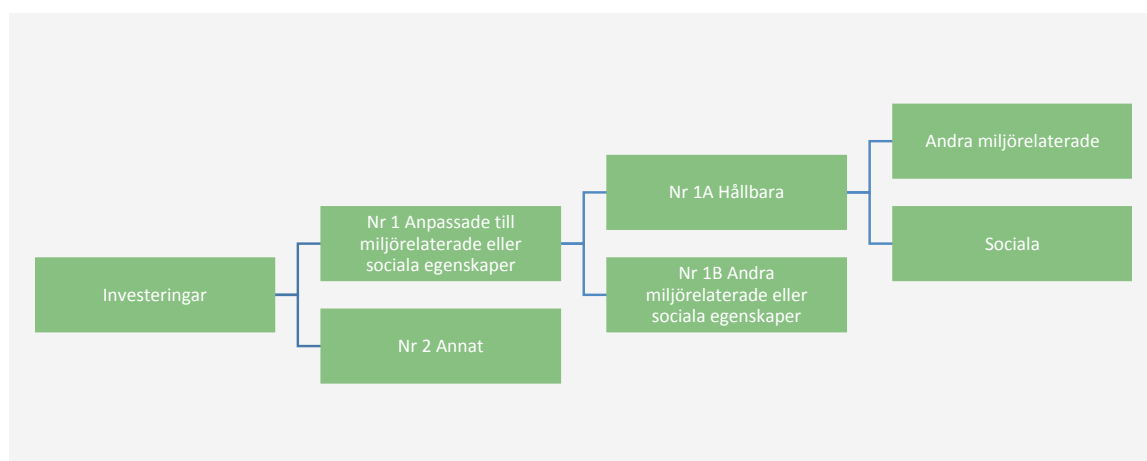 Investeringar
Nr 1 Anpassade till
miljörelaterade eller
sociala egenskaper
Nr 2 Annat
Nr 1A Hållbara
Nr 1B Andra
miljörelaterade eller
sociala egenskaper
Andra miljörelaterade
Sociala